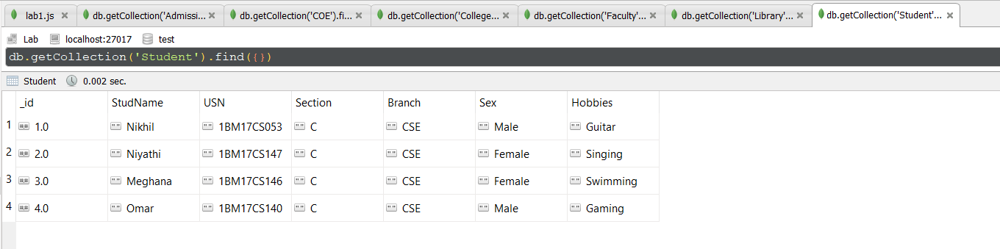 lab1.js db.getCollection('Admissi... db.getCollection('COE').fi... db.getCollection('College... db.getCollection('Faculty'... db.getCollection('Library'... db.getCollection('Student'...
Lab localhost:27017 test
db.getCollection('Student').find({})
Student 0.002 sec.
_id StudName USN Section Branch Sex Hobbies
1 1.0 Nikhil 1BM17CS053 C CSE Male Guitar
2 2.0 Niyathi 1BM17CS147 C CSE Female Singing
3 3.0 Meghana 1BM17CS146 C CSE Female Swimming
4 4.0 Omar 1BM17CS140 C CSE Male Gaming